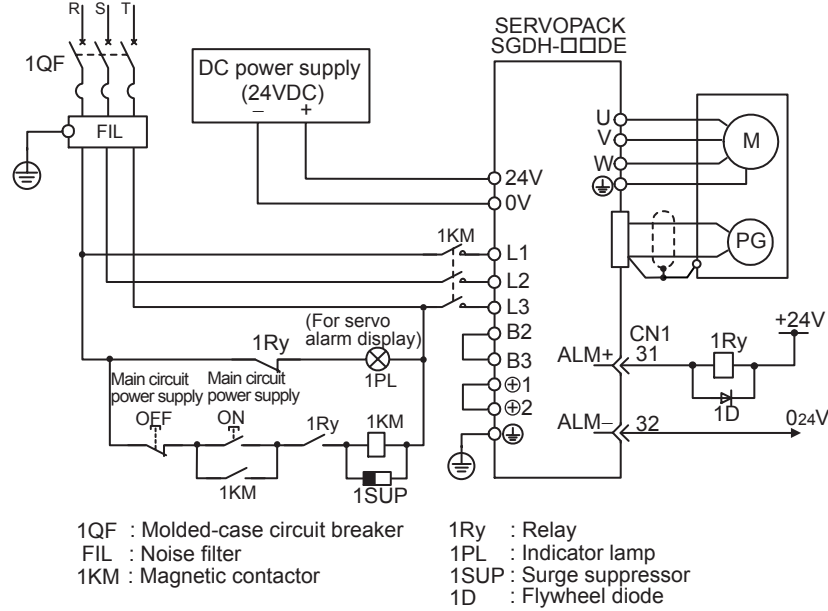 R S T
SERVOPACK
SGDH-□□DE
1QF
DC power supply
(24VDC)
− +
FIL
U
V
W
M
24V
0V
PG
1KM
L1
L2
L3
(For servo
alarm display)
1Ry
1PL
B2
B3
⊕1
⊕2
ALM+
CN1
31
1Ry
+24V
1D
ALM−
32
024V
Main circuit
power supply
OFF
Main circuit
power supply
ON
1Ry
1KM
1KM
1SUP
1QF : Molded-case circuit breaker
FIL : Noise filter
1KM : Magnetic contactor
1Ry : Relay
1PL : Indicator lamp
1SUP : Surge suppressor
1D : Flywheel diode